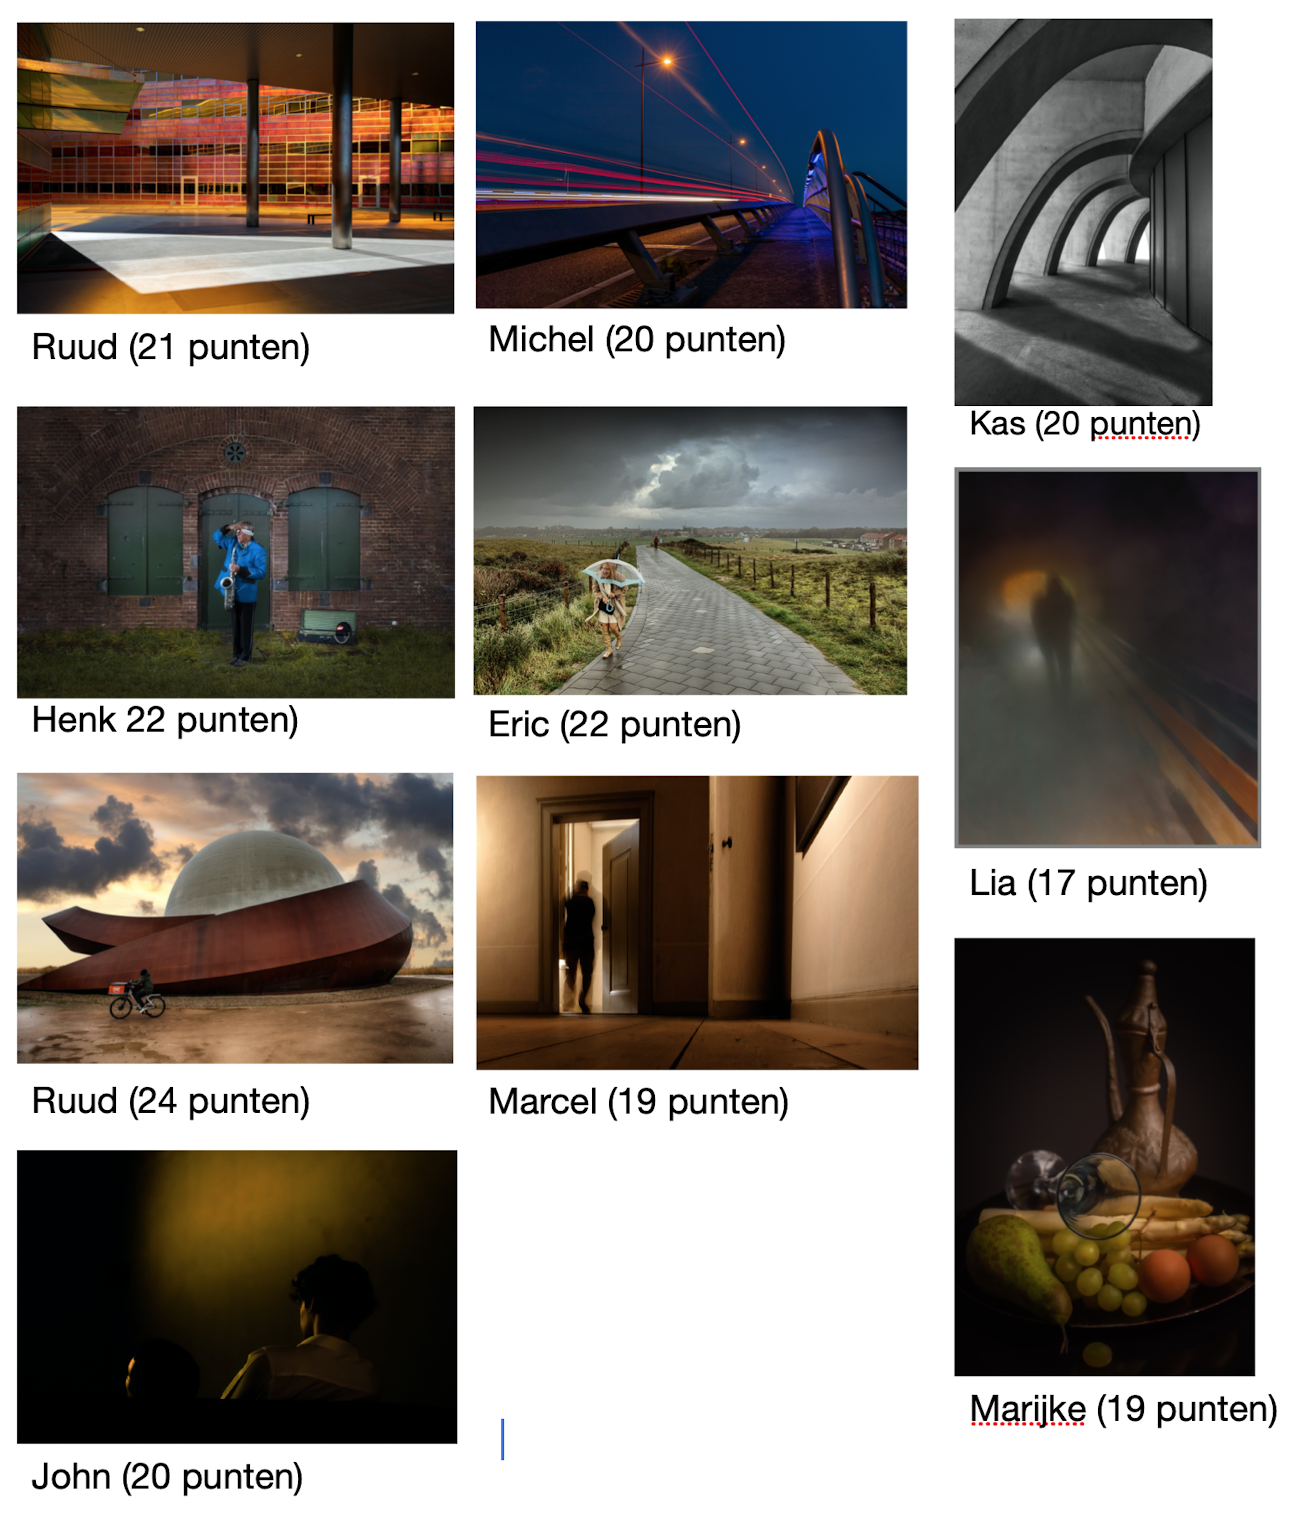 Ruud (21 punten)
Michel (20 punten)
Kas (20 punten)
Henk 22 punten)
Eric (22 punten)
Lia (17 punten)
Ruud (24 punten)
Marcel (19 punten)
Marijke (19 punten)
John (20 punten)